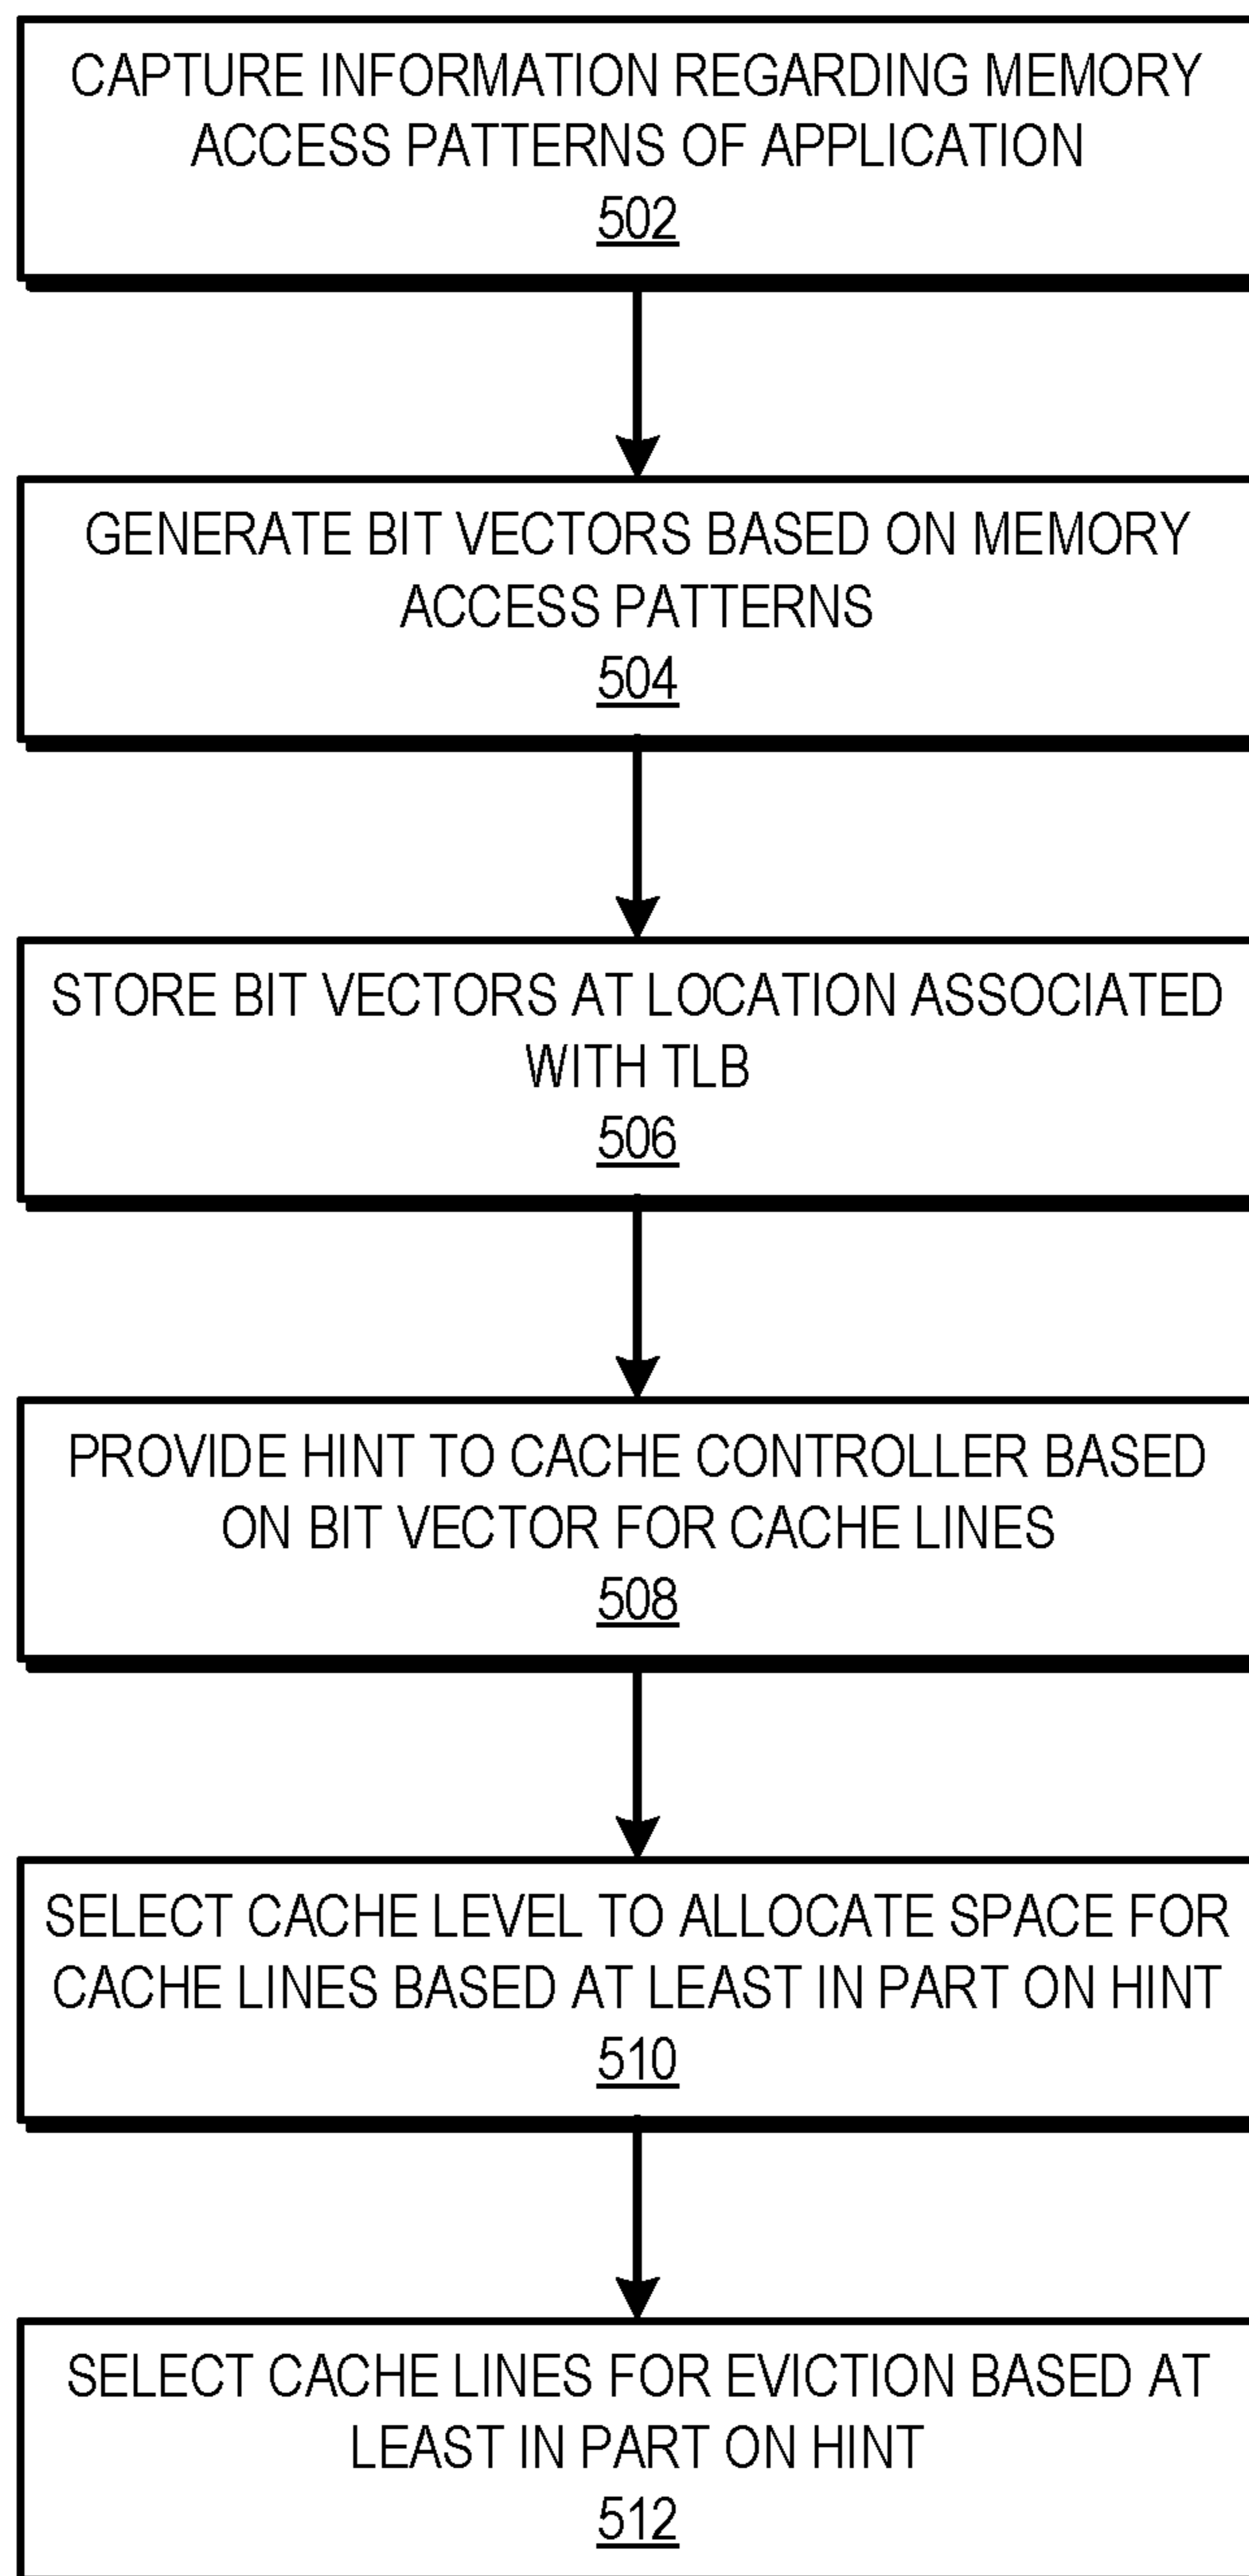 CAPTURE INFORMATION REGARDING MEMORY
ACCESS PATTERNS OF APPLICATION
502
GENERATE BIT VECTORS BASED ON MEMORY
ACCESS PATTERNS
504
STORE BIT VECTORS AT LOCATION ASSOCIATED
WITH TLB
506
PROVIDE HINT TO CACHE CONTROLLER BASED
ON BIT VECTOR FOR CACHE LINES
508
SELECT CACHE LEVEL TO ALLOCATE SPACE FOR
CACHE LINES BASED AT LEAST IN PART ON HINT
510
SELECT CACHE LINES FOR EVICTION BASED AT
LEAST IN PART ON HINT
512